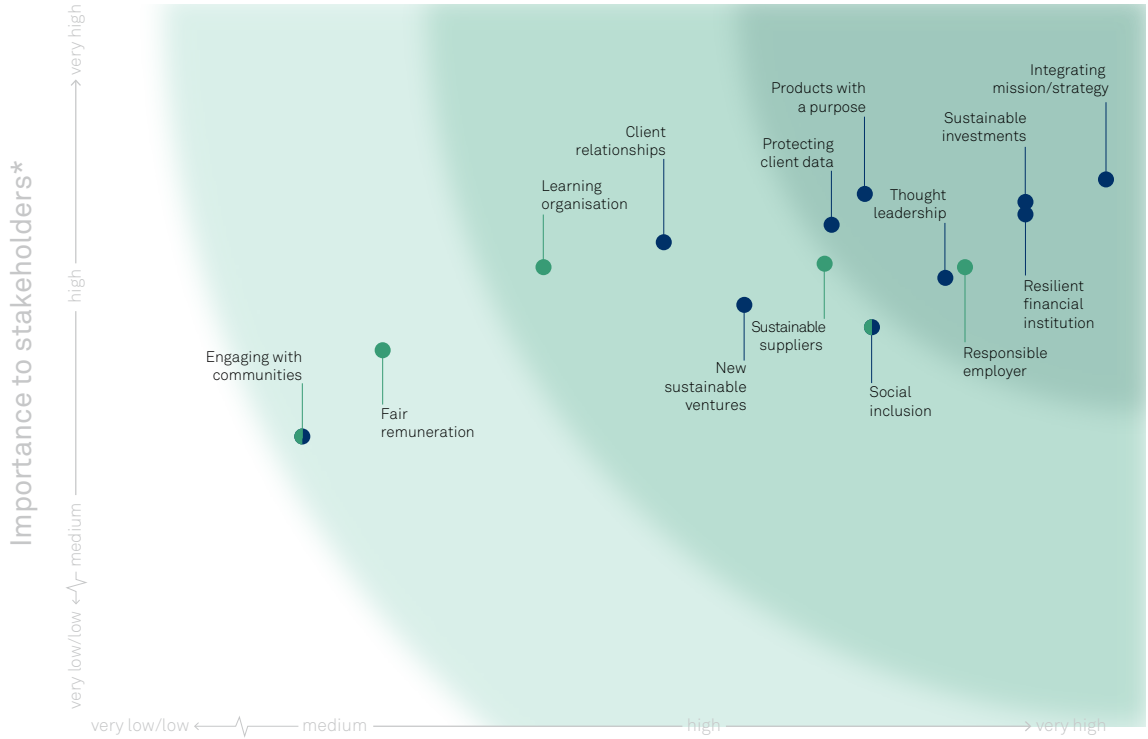 Importance to stakeholders*
very high
high
medium
very low/low
Integrating
mission/strategy
Products with
a purpose
Sustainable
investments
Client
relationships
Protecting
client data
Learning
organisation
Thought
leadership
Resilient
financial
institution
Sustainable
suppliers
Responsible
employer
Engaging with
communities
New
sustainable
ventures
Social
inclusion
Fair
remuneration
very low/low
medium
high
very high